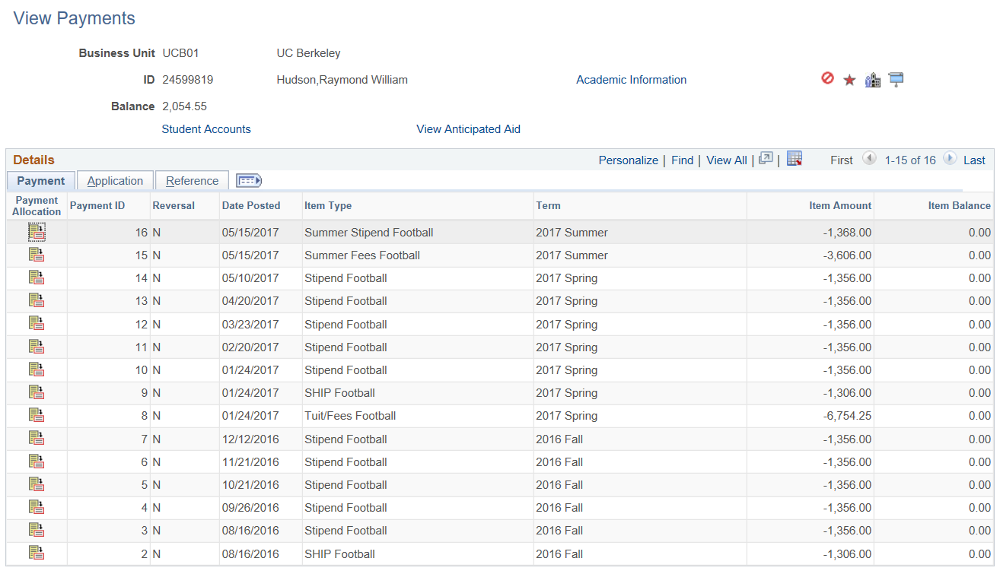 View Payments
Business Unit UCB01 UC Berkeley
ID 24599819 Hudson,Raymond William Academic Information
Balance 2,054.55
Student Accounts View Anticipated Aid
Details Personalize | Find | View All | | First 1-15 of 16 Last
Payment Application Reference
Payment Allocation Payment ID Reversal Date Posted Item Type Term Item Amount Item Balance
16 N 05/15/2017 Summer Stipend Football 2017 Summer -1,368.00 0.00
15 N 05/15/2017 Summer Fees Football 2017 Summer -3,606.00 0.00
14 N 05/10/2017 Stipend Football 2017 Spring -1,356.00 0.00
13 N 04/20/2017 Stipend Football 2017 Spring -1,356.00 0.00
12 N 03/23/2017 Stipend Football 2017 Spring -1,356.00 0.00
11 N 02/20/2017 Stipend Football 2017 Spring -1,356.00 0.00
10 N 01/24/2017 Stipend Football 2017 Spring -1,356.00 0.00
9 N 01/24/2017 SHIP Football 2017 Spring -1,306.00 0.00
8 N 01/24/2017 Tuit/Fees Football 2017 Spring -6,754.25 0.00
7 N 12/12/2016 Stipend Football 2016 Fall -1,356.00 0.00
6 N 11/21/2016 Stipend Football 2016 Fall -1,356.00 0.00
5 N 10/21/2016 Stipend Football 2016 Fall -1,356.00 0.00
4 N 09/26/2016 Stipend Football 2016 Fall -1,356.00 0.00
3 N 08/16/2016 Stipend Football 2016 Fall -1,356.00 0.00
2 N 08/16/2016 SHIP Football 2016 Fall -1,306.00 0.00